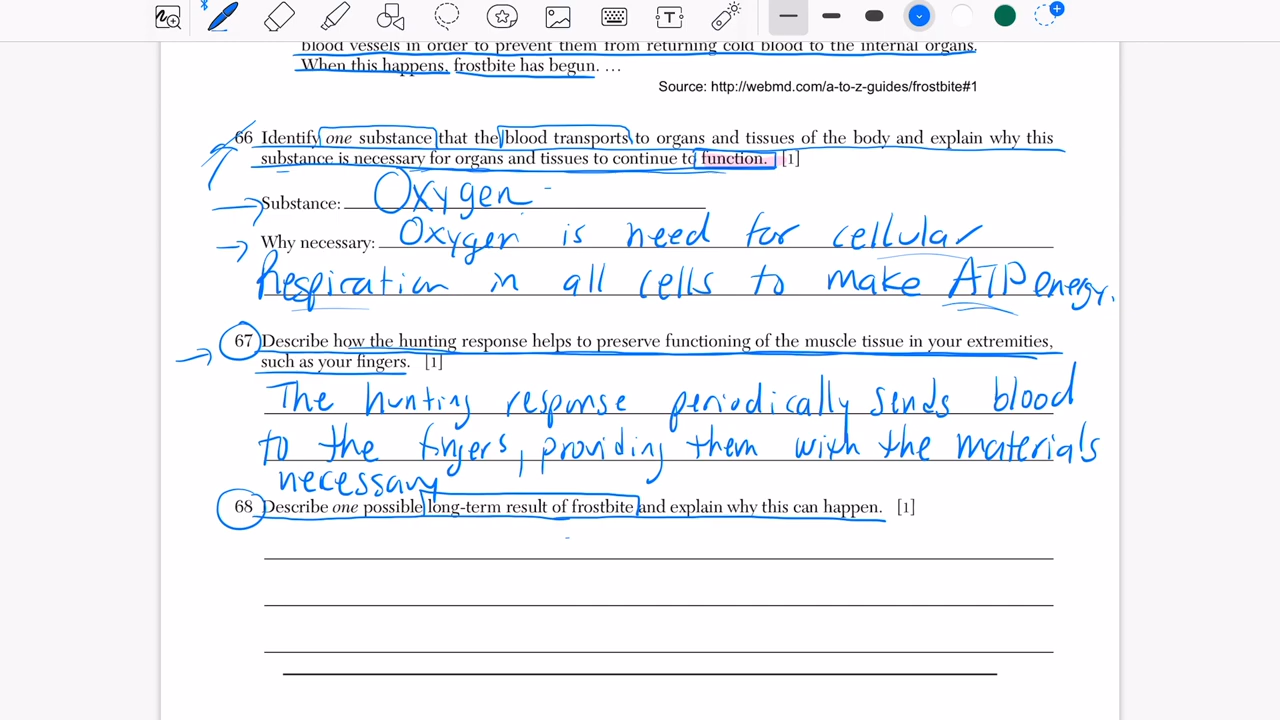 blood vessels in order to prevent them from returning cold blood to the internal organs.
When this happens, frostbite has begun. …
Source: http://webmd.com/a-to-z-guides/frostbite#1
66 Identify one substance that the blood transports to organs and tissues of the body and explain why this
substance is necessary for organs and tissues to continue to function. [1]
Substance: Oxygen
Why necessary: Oxygen is need for cellular
Respiration in all cells to make ATP energy.
67 Describe how the hunting response helps to preserve functioning of the muscle tissue in your extremities,
such as your fingers. [1]
The hunting response periodically sends blood
to the fingers, providing them with the materials
necessary
68 Describe one possible long-term result of frostbite and explain why this can happen. [1]